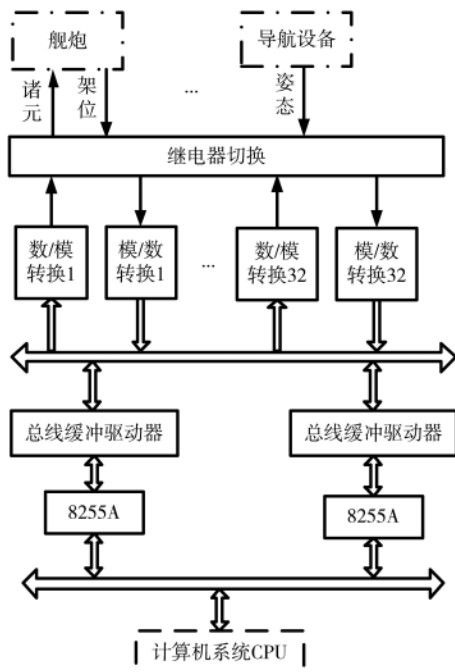 舰炮
导航设备
诸元
架位
...
姿态
继电器切换
数/模
转换1
模/数
转换1
...
数/模
转换32
模/数
转换32
总线缓冲驱动器
总线缓冲驱动器
8255A
8255A
计算机系统CPU